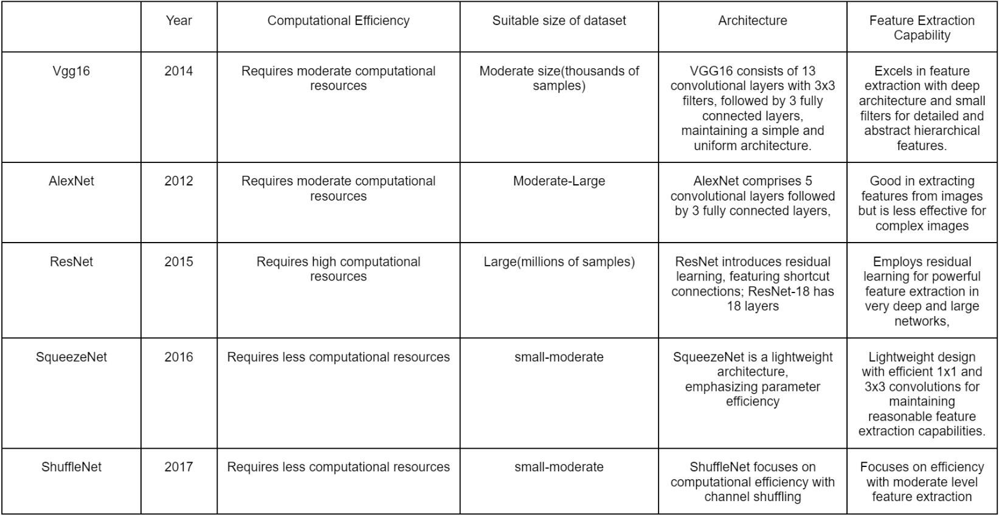 Year
Computational Efficiency
Suitable size of dataset
Architecture
Feature Extraction
Capability
Vgg16
2014
Requires moderate computational
resources
Moderate size(thousands of
samples)
VGG16 consists of 13
convolutional layers with 3x3
filters, followed by 3 fully
connected layers,
maintaining a simple and
uniform architecture.
Excels in feature
extraction with deep
architecture and small
filters for detailed and
abstract hierarchical
features.
AlexNet
2012
Requires moderate computational
resources
Moderate-Large
AlexNet comprises 5
convolutional layers followed
by 3 fully connected layers,
Good in extracting
features from images
but is less effective for
complex images
ResNet
2015
Requires high computational
resources
Large(millions of samples)
ResNet introduces residual
learning, featuring shortcut
connections; ResNet-18 has
18 layers
Employs residual
learning for powerful
feature extraction in
very deep and large
networks,
SqueezeNet
2016
Requires less computational resources
small-moderate
SqueezeNet is a lightweight
architecture,
emphasizing parameter
efficiency
Lightweight design
with efficient 1x1 and
3x3 convolutions for
maintaining
reasonable feature
extraction capabilities.
ShuffleNet
2017
Requires less computational resources
small-moderate
ShuffleNet focuses on
computational efficiency with
channel shuffling
Focuses on efficiency
with moderate level
feature extraction